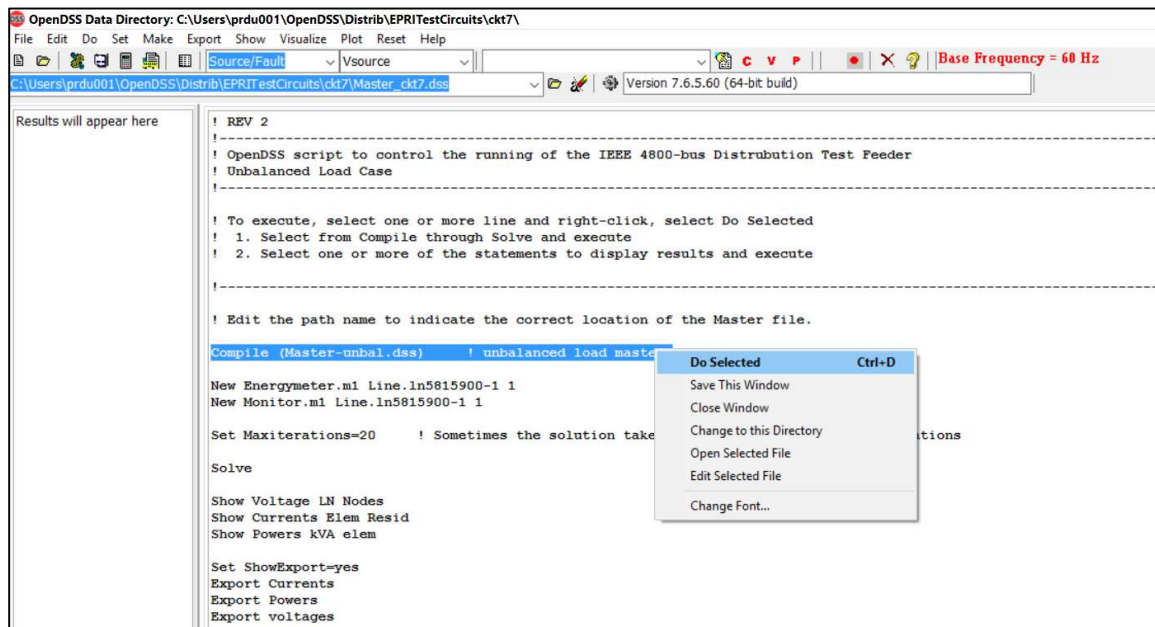 OpenDSS Data Directory: C:\Users\prdu001\OpenDSS\Distrib\EPRITestCircuits\ckt7\
File Edit Do Set Make Export Show Visualize Plot Reset Help
Source/Fault Vsource C V P Base Frequency = 60 Hz
C:\Users\prdu001\OpenDSS\Distrib\EPRITestCircuits\ckt7\Master_ckt7.dss Version 7.6.5.60 (64-bit build)
Results will appear here
! REV 2
!---------------------------------------------------------------
! OpenDSS script to control the running of the IEEE 4800-bus Distrubution Test Feeder
! Unbalanced Load Case
!---------------------------------------------------------------
! To execute, select one or more line and right-click, select Do Selected
! 1. Select from Compile through Solve and execute
! 2. Select one or more of the statements to display results and execute
!---------------------------------------------------------------
! Edit the path name to indicate the correct location of the Master file.
Compile (Master-unbal.dss) ! unbalanced load maste
New Energymeter.m1 Line.ln5815900-1 1
New Monitor.m1 Line.ln5815900-1 1
Set Maxiterations=20 ! Sometimes the solution take tions
Solve
Show Voltage LN Nodes
Show Currents Elem Resid
Show Powers kVA elem
Set ShowExport=yes
Export Currents
Export Powers
Export voltages
Do Selected Ctrl+D
Save This Window
Close Window
Change to this Directory
Open Selected File
Edit Selected File
Change Font...